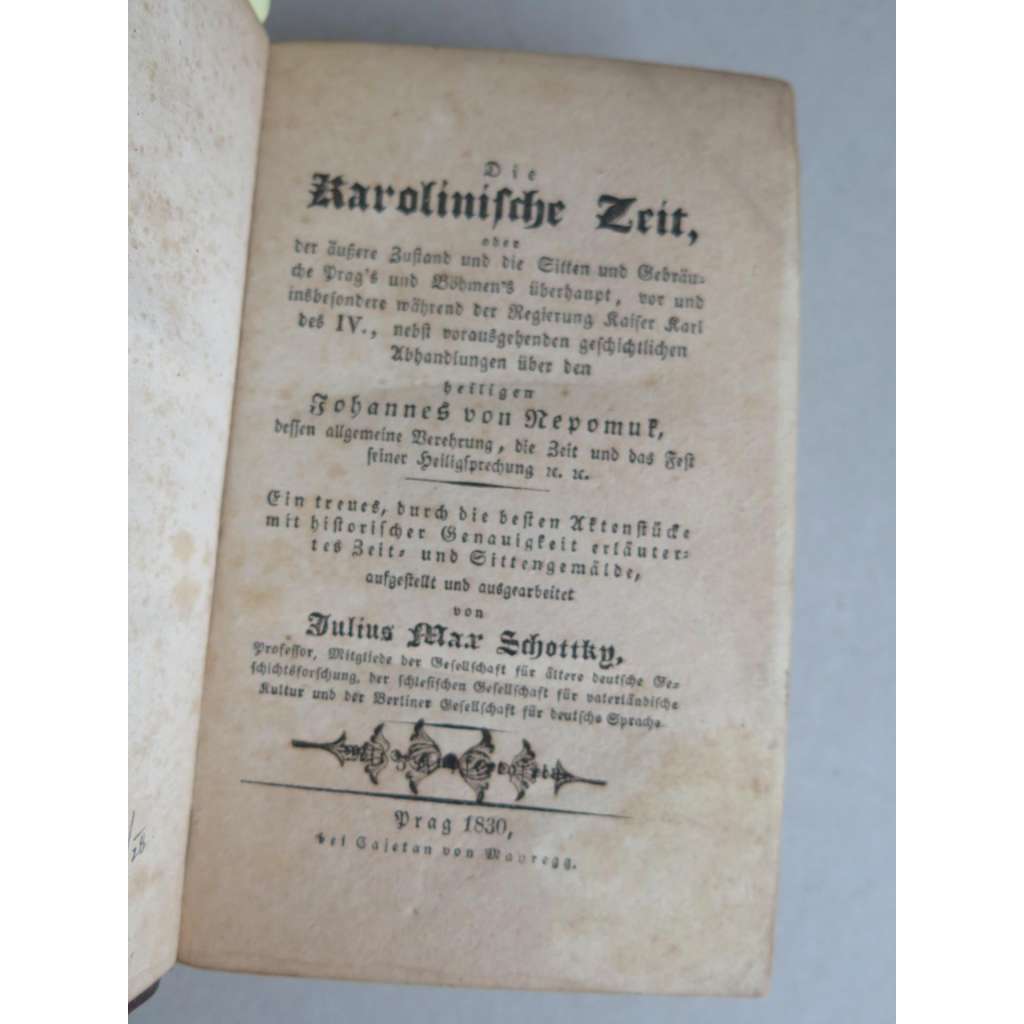 Die
Karolinische Zeit,
oder
der äußere Zustand und die Sitten und Gebräu-
che Prag's und Böhmen's überhaupt, vor und
insbesondere während der Regierung Kaiser Karl
des IV., nebst vorausgehenden geschichtlichen
Abhandlungen über den
heiligen
Johannes von Nepomuk,
dessen allgemeine Verehrung, die Zeit und das Fest
seiner Heiligsprechung ꝛc. ꝛc.
Ein treues, durch die besten Aktenstücke
mit historischer Genauigkeit erläuter-
tes Zeit- und Sittengemälde,
aufgestellt und ausgearbeitet
von
Julius Max Schottky,
Professor, Mitgliede der Gesellschaft für ältere deutsche Ge-
schichtsforschung, der schlesischen Gesellschaft für vaterländische
Kultur und der Berliner Gesellschaft für deutsche Sprache
Prag 1830,
bei Cajetan von Mayregg.